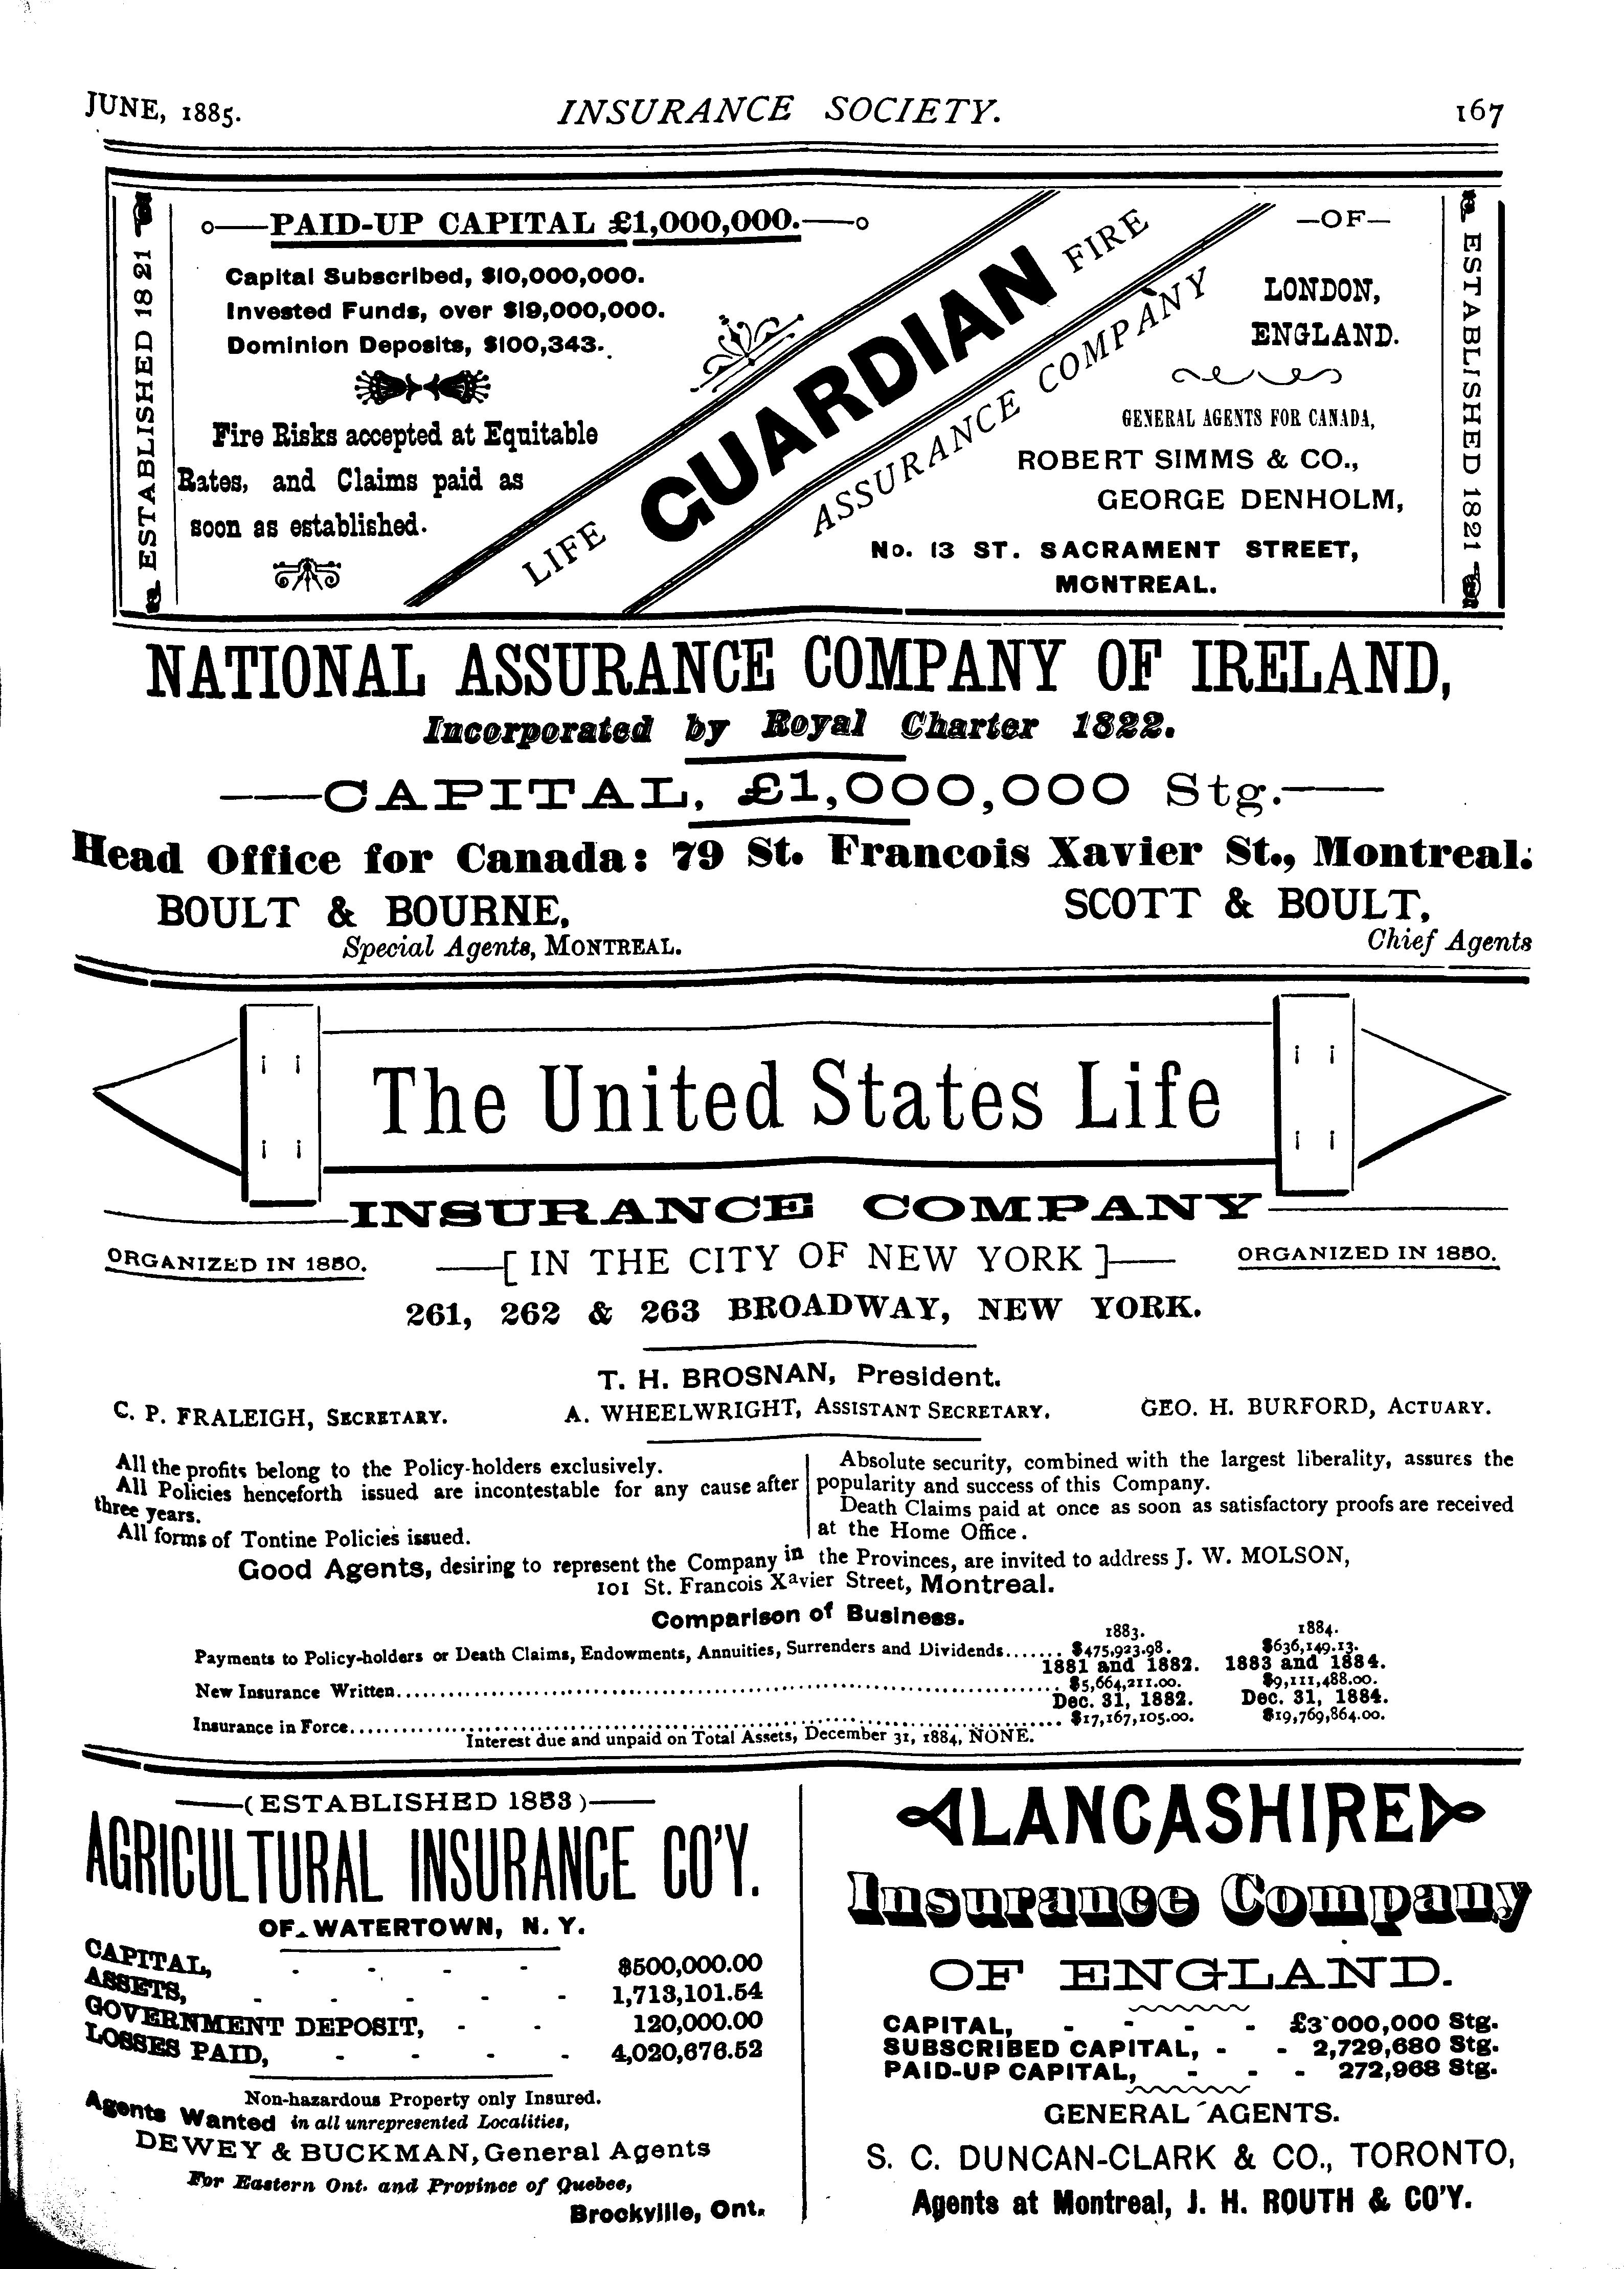 JUNE, 1885. INSURANCE SOCIETY. 167
ESTABLISHED 1821
PAID-UP CAPITAL £1,000,000.
Capital Subscribed, $10,000,000.
Invested Funds, over $19,000,000.
Dominion Deposits, $100,343.
Fire Risks accepted at Equitable
Rates, and Claims paid as
soon as established.
GUARDIAN
LIFE FIRE
ASSURANCE COMPANY
—OF—
LONDON,
ENGLAND.
GENERAL AGENTS FOR CANADA,
ROBERT SIMMS & CO.,
GEORGE DENHOLM,
No. 13 ST. SACRAMENT STREET,
MONTREAL.
ESTABLISHED 1821
NATIONAL ASSURANCE COMPANY OF IRELAND,
Incorporated by Royal Charter 1822.
CAPITAL, £1,000,000 Stg.
Head Office for Canada: 79 St. Francois Xavier St., Montreal.
BOULT & BOURNE, SCOTT & BOULT,
Special Agents, MONTREAL. Chief Agents
The United States Life
INSURANCE COMPANY
ORGANIZED IN 1850. [ IN THE CITY OF NEW YORK ] ORGANIZED IN 1850.
261, 262 & 263 BROADWAY, NEW YORK.
T. H. BROSNAN, President.
C. P. FRALEIGH, SECRETARY. A. WHEELWRIGHT, ASSISTANT SECRETARY. GEO. H. BURFORD, ACTUARY.
All the profits belong to the Policy-holders exclusively.
All Policies henceforth issued are incontestable for any cause after
three years.
All forms of Tontine Policies issued.
Absolute security, combined with the largest liberality, assures the
popularity and success of this Company.
Death Claims paid at once as soon as satisfactory proofs are received
at the Home Office.
Good Agents, desiring to represent the Company in the Provinces, are invited to address J. W. MOLSON,
101 St. Francois Xavier Street, Montreal.
Comparison of Business.
1883. 1884.
Payments to Policy-holders or Death Claims, Endowments, Annuities, Surrenders and Dividends....... $475,923.98. $636,149.13.
1881 and 1882. 1883 and 1884.
New Insurance Written.......... $5,664,211.00. $9,111,488.00.
Dec. 31, 1882. Dec. 31, 1884.
Insurance in Force.......... $17,167,105.00. $19,769,864.00.
Interest due and unpaid on Total Assets, December 31, 1884, NONE.
(ESTABLISHED 1853)
AGRICULTURAL INSURANCE CO'Y.
OF WATERTOWN, N. Y.
CAPITAL, - - - - $500,000.00
ASSETS, - - - - - 1,713,101.54
GOVERNMENT DEPOSIT, - - 120,000.00
LOSSES PAID, - - - - 4,020,676.52
Non-hazardous Property only Insured.
Agents Wanted in all unrepresented Localities,
DEWEY & BUCKMAN, General Agents
For Eastern Ont. and Province of Quebec,
Brockville, Ont.
LANCASHIRE
Insurance Company
OF ENGLAND.
CAPITAL, - - - - £3'000,000 Stg.
SUBSCRIBED CAPITAL, - - 2,729,680 Stg.
PAID-UP CAPITAL, - - - 272,968 Stg.
GENERAL AGENTS.
S. C. DUNCAN-CLARK & CO., TORONTO,
Agents at Montreal, J. H. ROUTH & CO'Y.